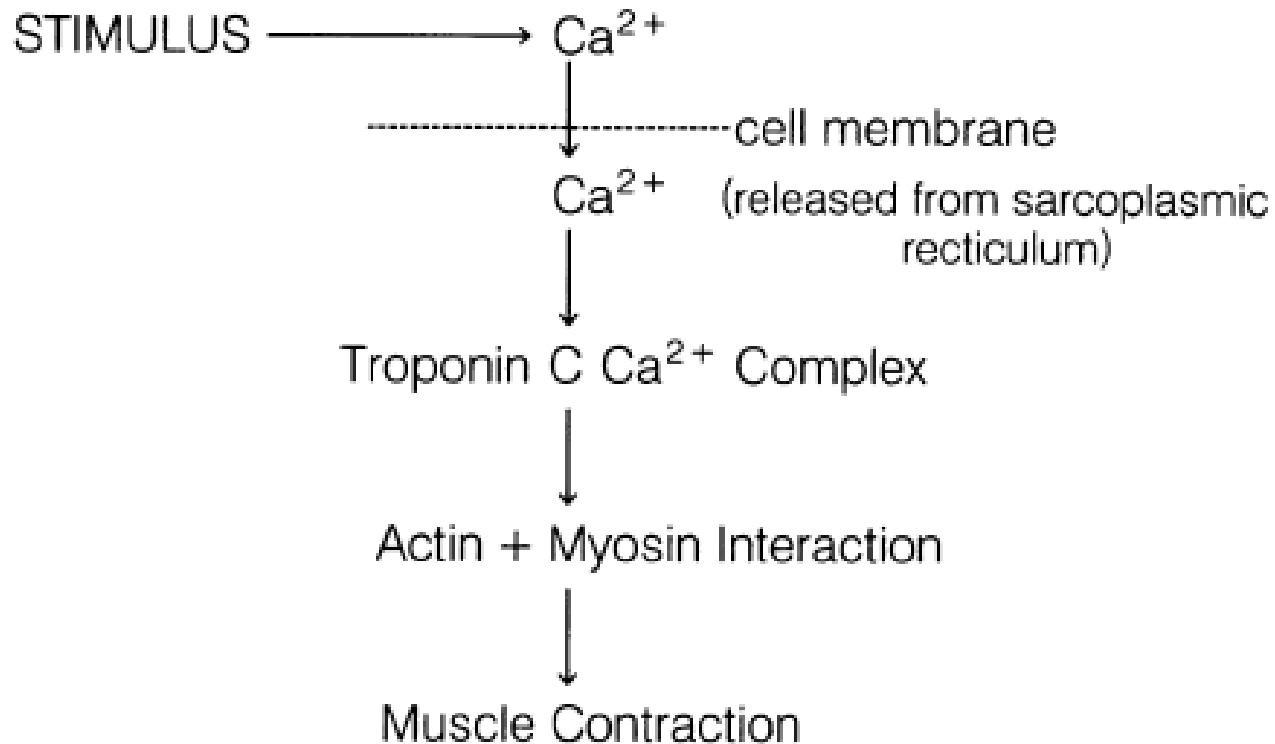 STIMULUS Ca²⁺
cell membrane
Ca²⁺ (released from sarcoplasmic
recticulum)
Troponin C Ca²⁺ Complex
Actin + Myosin Interaction
Muscle Contraction